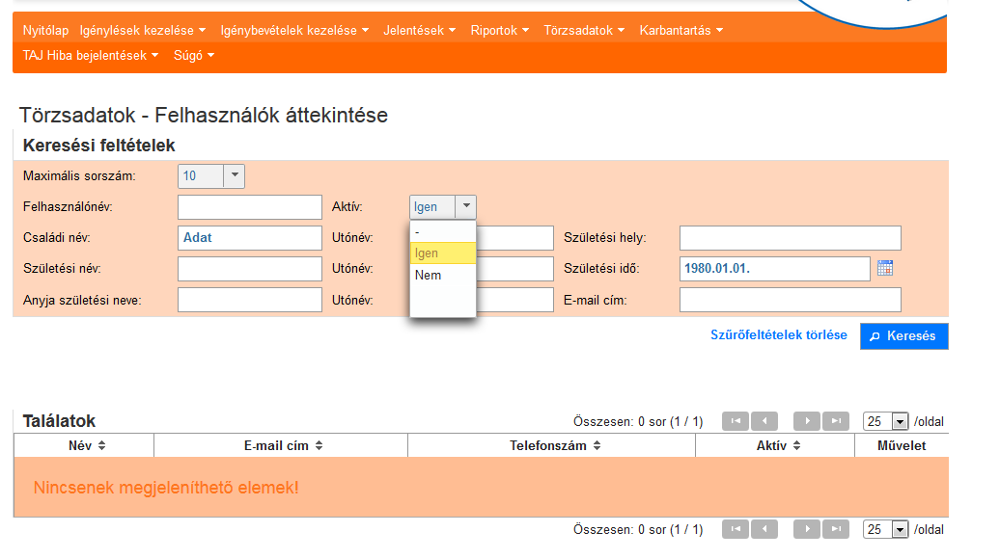 Nyitólap Igénylések kezelése Igénybevételek kezelése Jelentések Riportok Törzsadatok Karbantartás
TAJ Hiba bejelentések Súgó
Törzsadatok - Felhasználók áttekintése
Keresési feltételek
Maximális sorszám: 10
Felhasználónév: Aktív: Igen
-
Családi név: Adat Utónév: Születési hely:
Igen
Születési név: Utónév: Születési idő: 1980.01.01.
Nem
Anyja születési neve: Utónév: E-mail cím:
Szűrőfeltételek törlése Keresés
Találatok Összesen: 0 sor (1 / 1) 25 /oldal
Név E-mail cím Telefonszám Aktív Művelet
Nincsenek megjeleníthető elemek!
Összesen: 0 sor (1 / 1) 25 /oldal